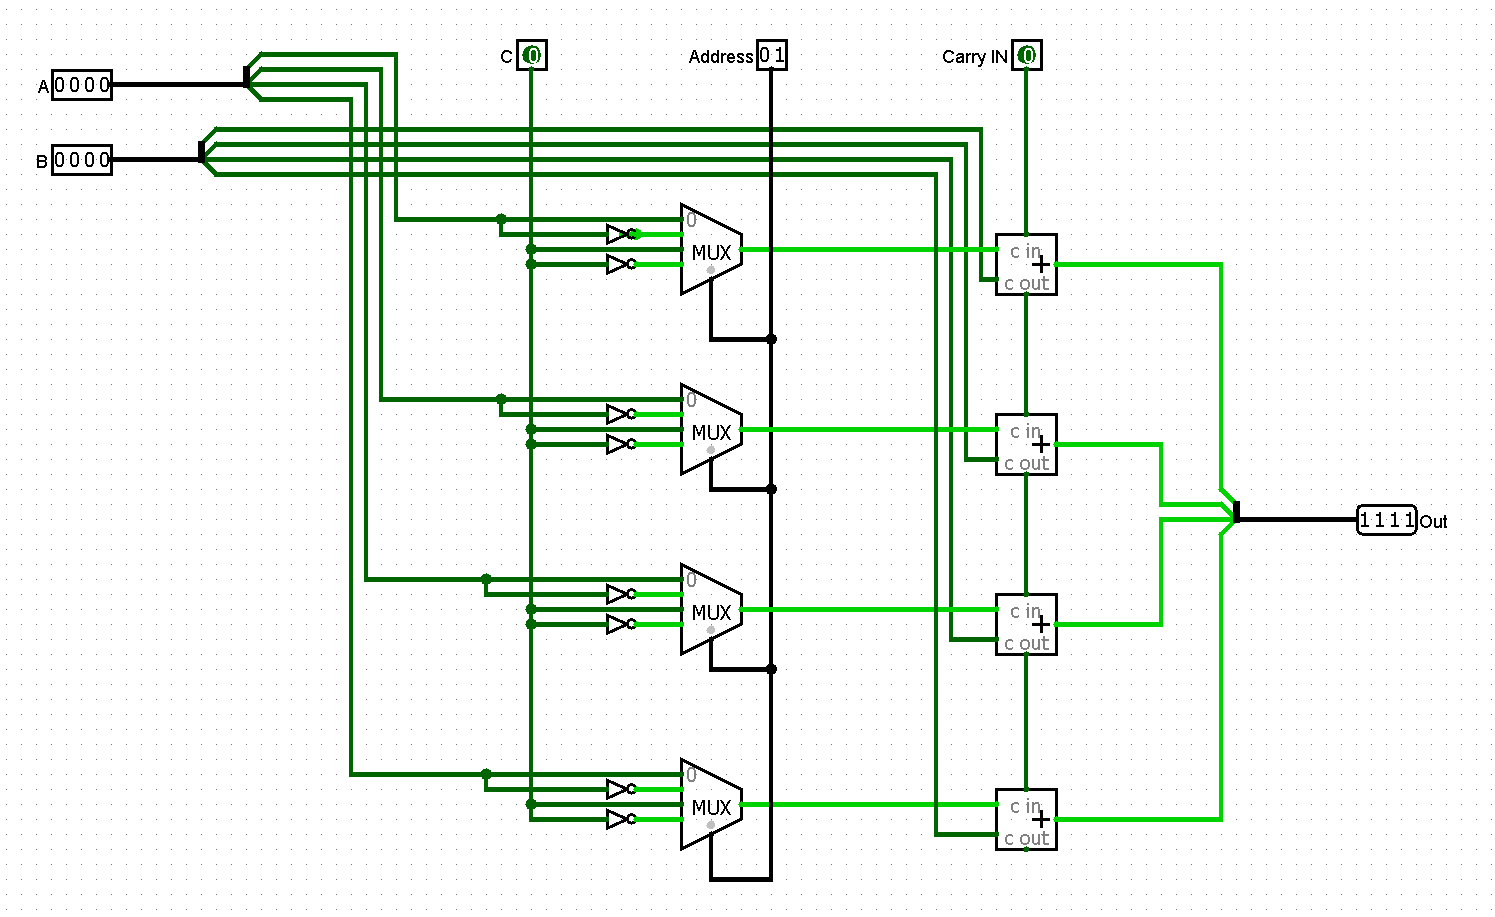 C 0
Address 0 1
Carry IN 0
A 0 0 0 0
B 0 0 0 0
0
MUX
c in
+
c out
0
MUX
c in
+
c out
1 1 1 1 Out
0
MUX
c in
+
c out
0
MUX
c in
+
c out